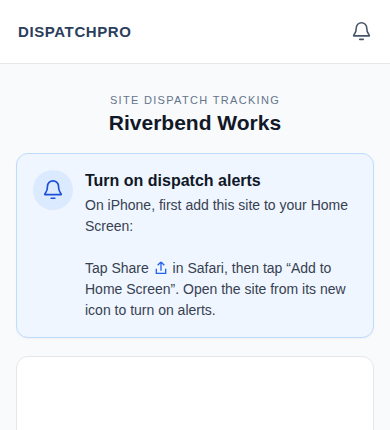 DISPATCHPRO
SITE DISPATCH TRACKING
Riverbend Works
Turn on dispatch alerts
On iPhone, first add this site to your Home
Screen:
Tap Share in Safari, then tap “Add to
Home Screen”. Open the site from its new
icon to turn on alerts.